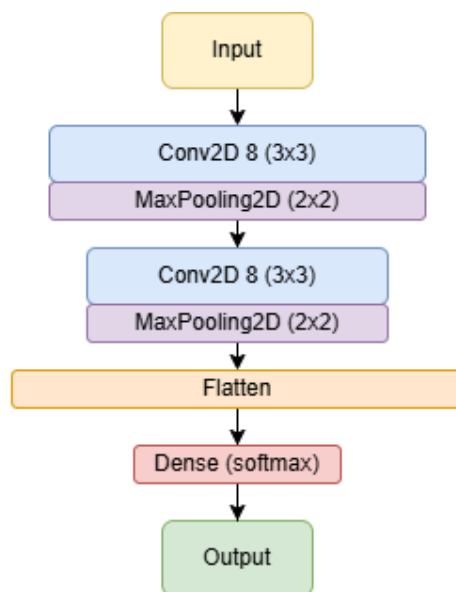 Input
Conv2D 8 (3x3)
MaxPooling2D (2x2)
Conv2D 8 (3x3)
MaxPooling2D (2x2)
Flatten
Dense (softmax)
Output